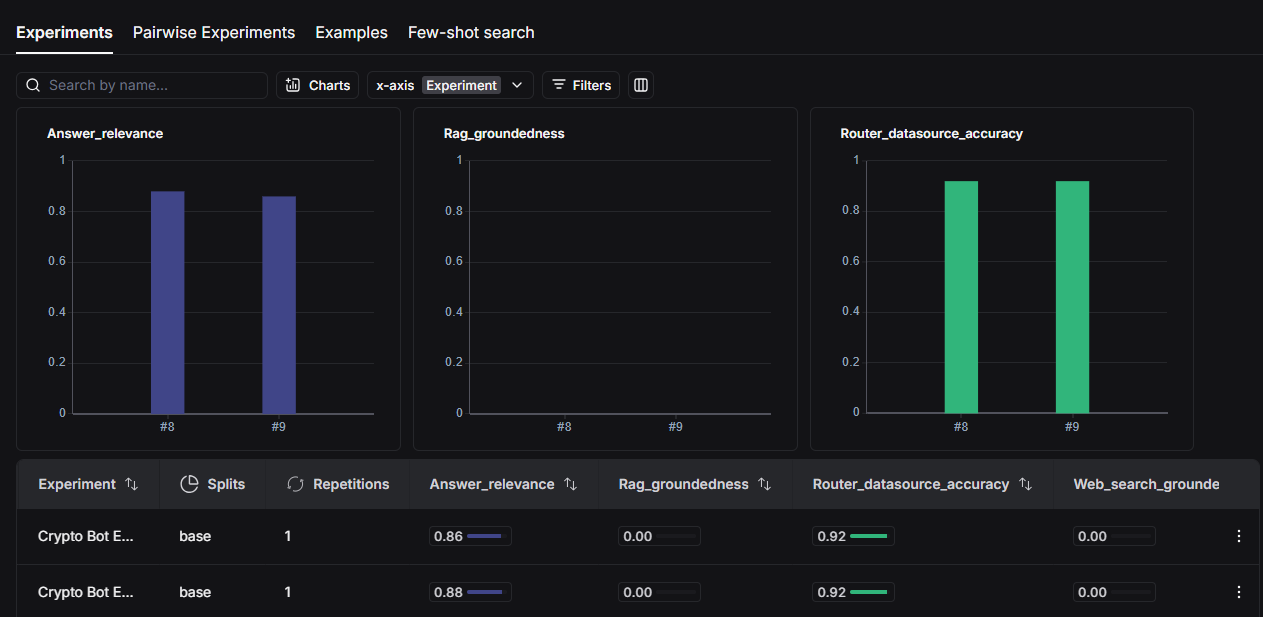 Experiments Pairwise Experiments Examples Few-shot search
Search by name... Charts x-axis Experiment Filters
Answer_relevance
1
0.8
0.6
0.4
0.2
0
#8 #9
Rag_groundedness
1
0.8
0.6
0.4
0.2
0
#8 #9
Router_datasource_accuracy
1
0.8
0.6
0.4
0.2
0
#8 #9
Experiment Splits Repetitions Answer_relevance Rag_groundedness Router_datasource_accuracy Web_search_grounde
Crypto Bot E... base 1 0.86 0.00 0.92 0.00
Crypto Bot E... base 1 0.88 0.00 0.92 0.00